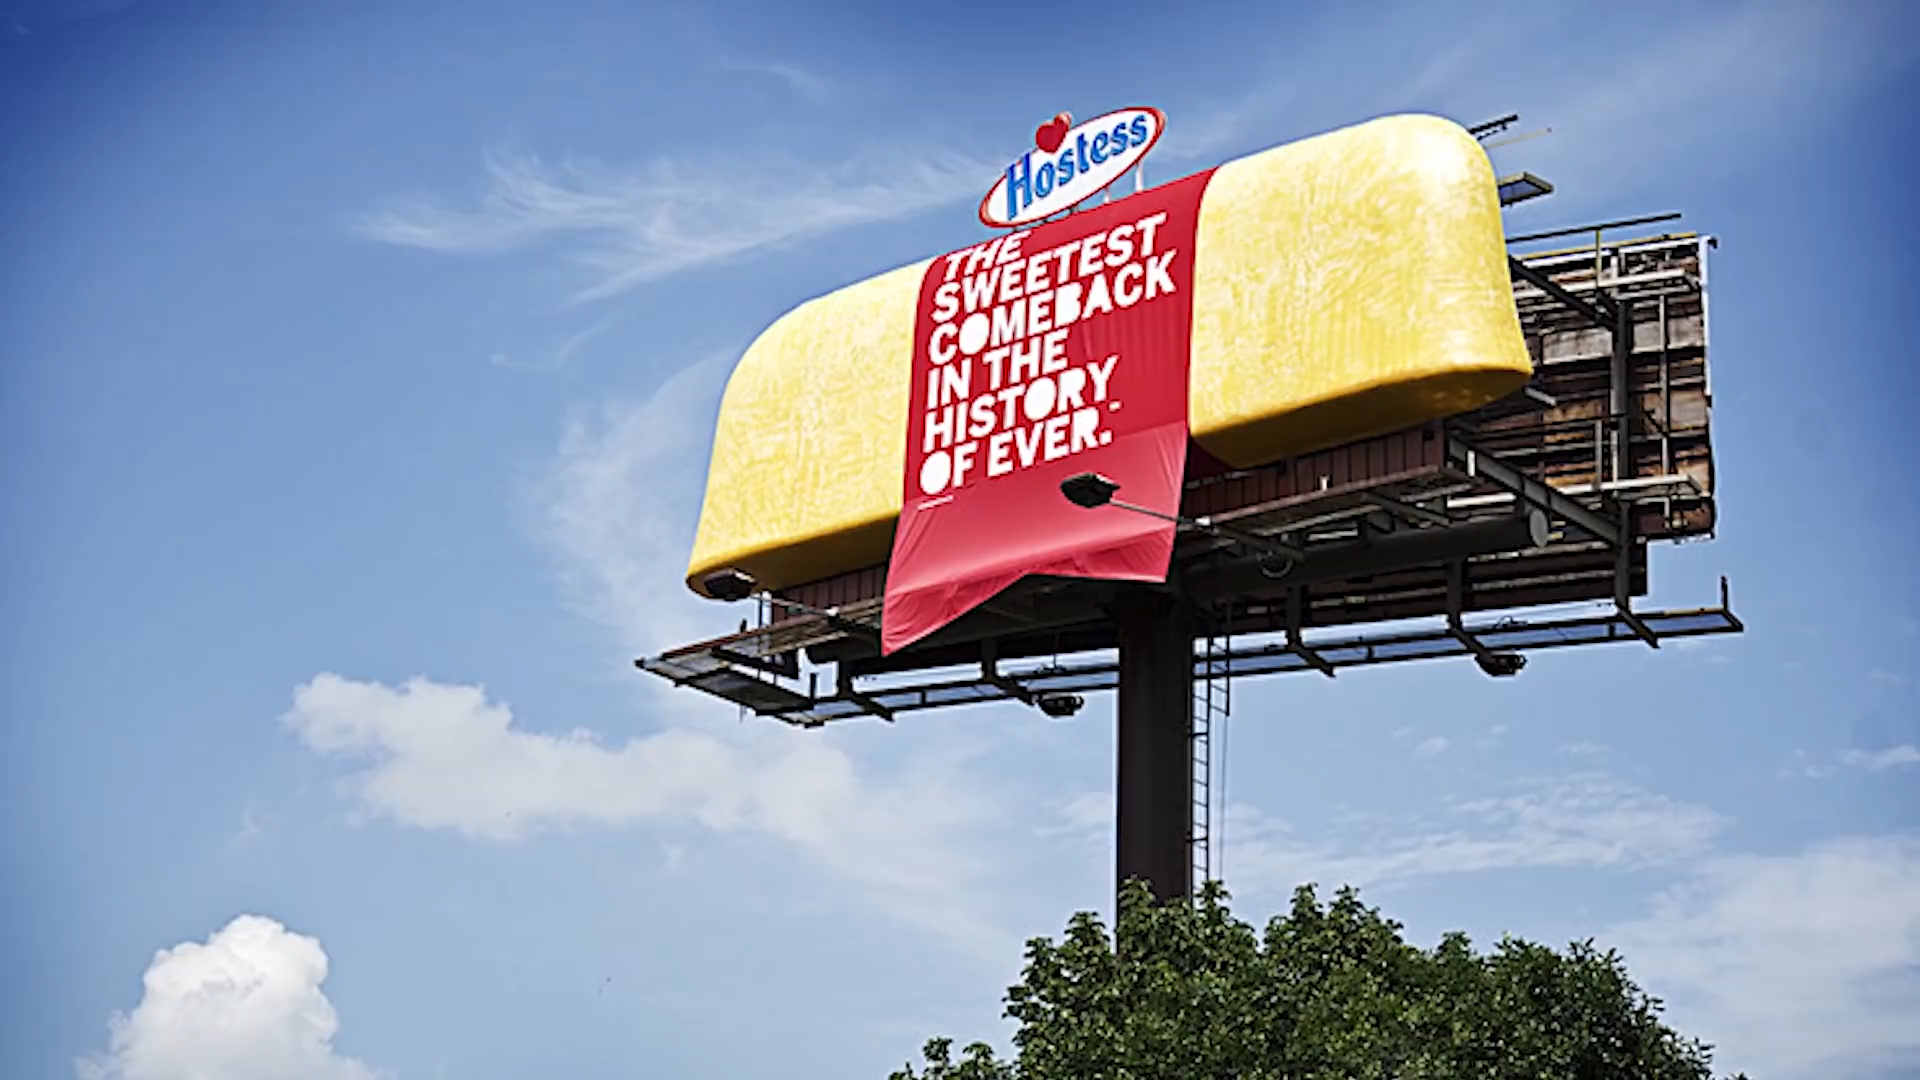 Hostess
THE
SWEETEST
COMEBACK
IN THE
HISTORY
OF EVER.